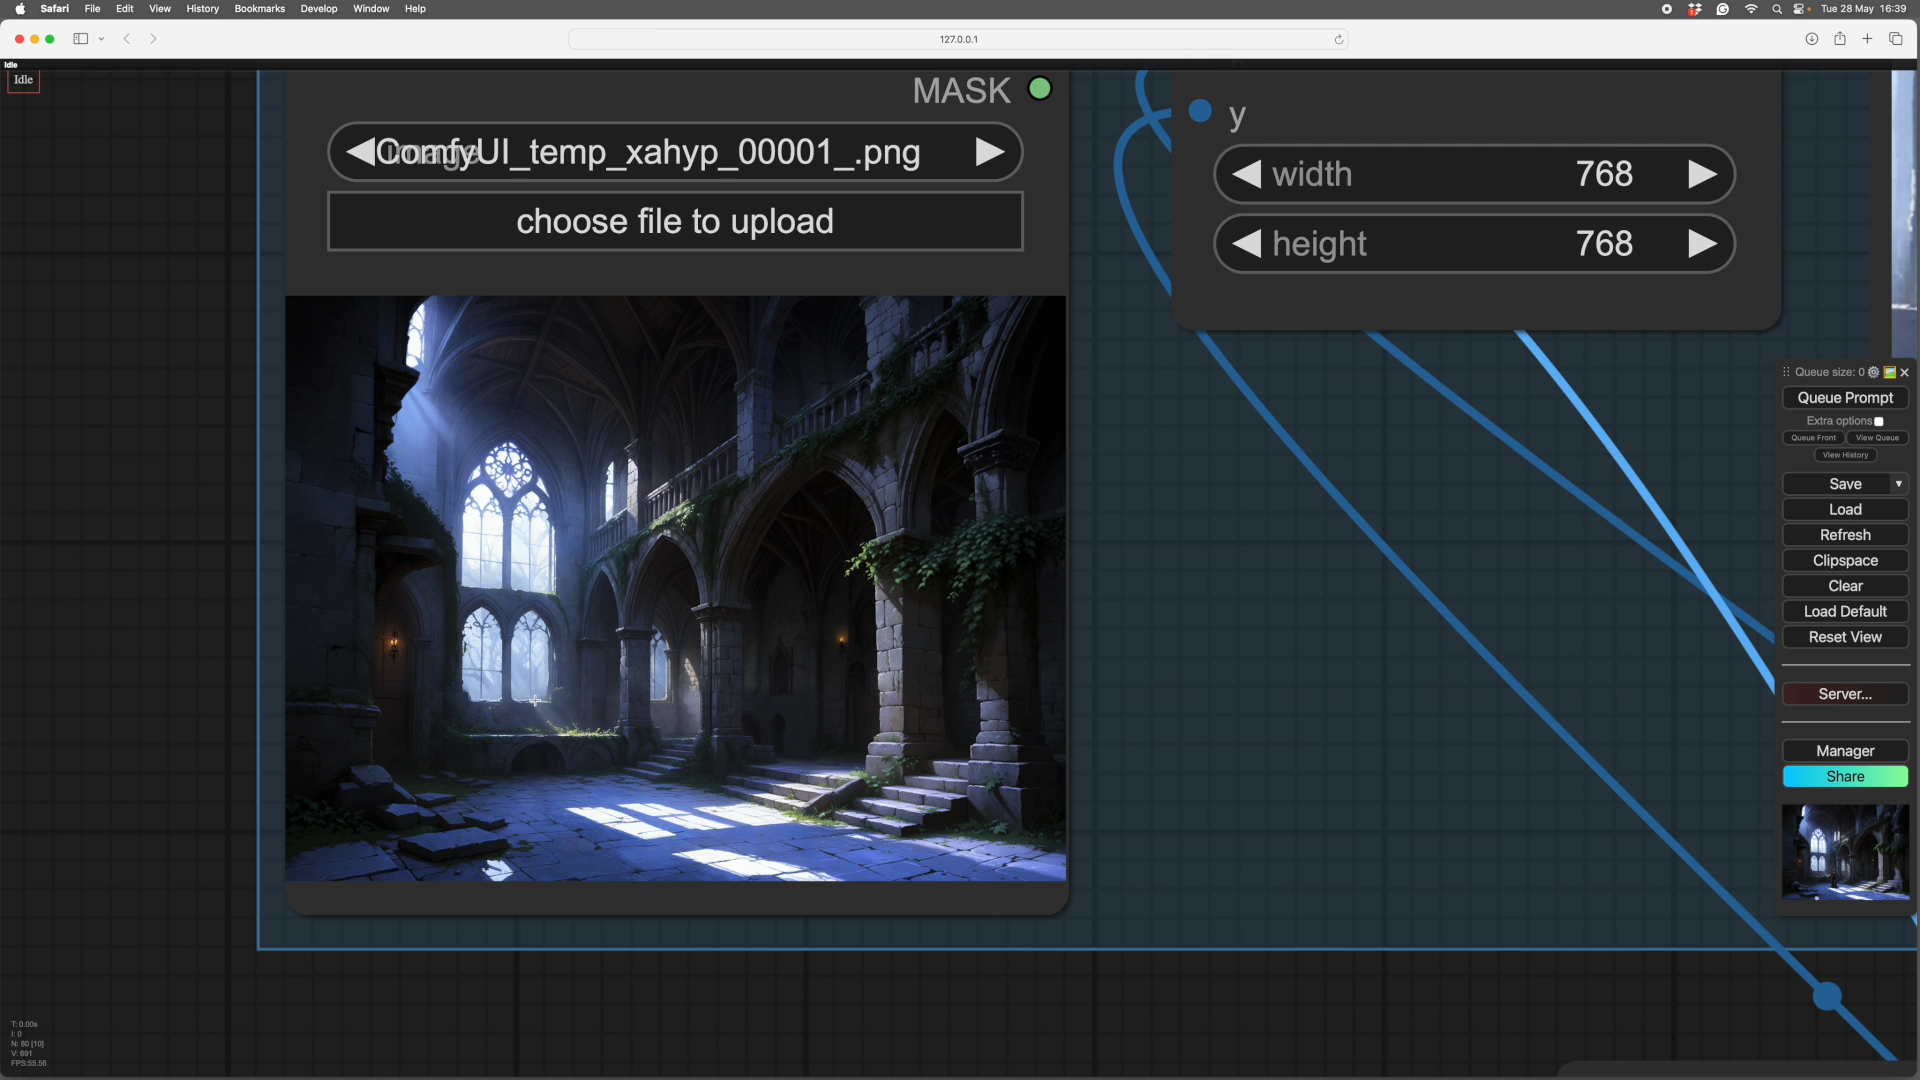 Safari File Edit View History Bookmarks Develop Window Help
Tue 28 May 16:39
127.0.0.1
Idle
Idle
MASK
image
ComfyUI_temp_xahyp_00001_.png
choose file to upload
y
width 768
height 768
Queue size: 0
Queue Prompt
Extra options
Queue Front View Queue
View History
Save
Load
Refresh
Clipspace
Clear
Load Default
Reset View
Server...
Manager
Share
T: 0.00s
I: 0
N: 80 [10]
V: 691
FPS:55.56